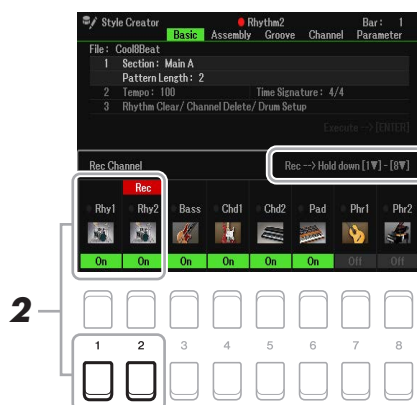 Style Creator Rhythm2 Bar: 1
Basic Assembly Groove Channel Parameter
File: Cool8Beat
1 Section: Main A
Pattern Length: 2
2 Tempo: 100 Time Signature: 4/4
3 Rhythm Clear/ Channel Delete/ Drum Setup
Execute-->[ENTER]
Rec Channel Rec --> Hold down [1▼]-[8▼]
Rec
Rhy1 Rhy2 Bass Chd1 Chd2 Pad Phr1 Phr2
On On On On On On Off Off
2
1 2 3 4 5 6 7 8